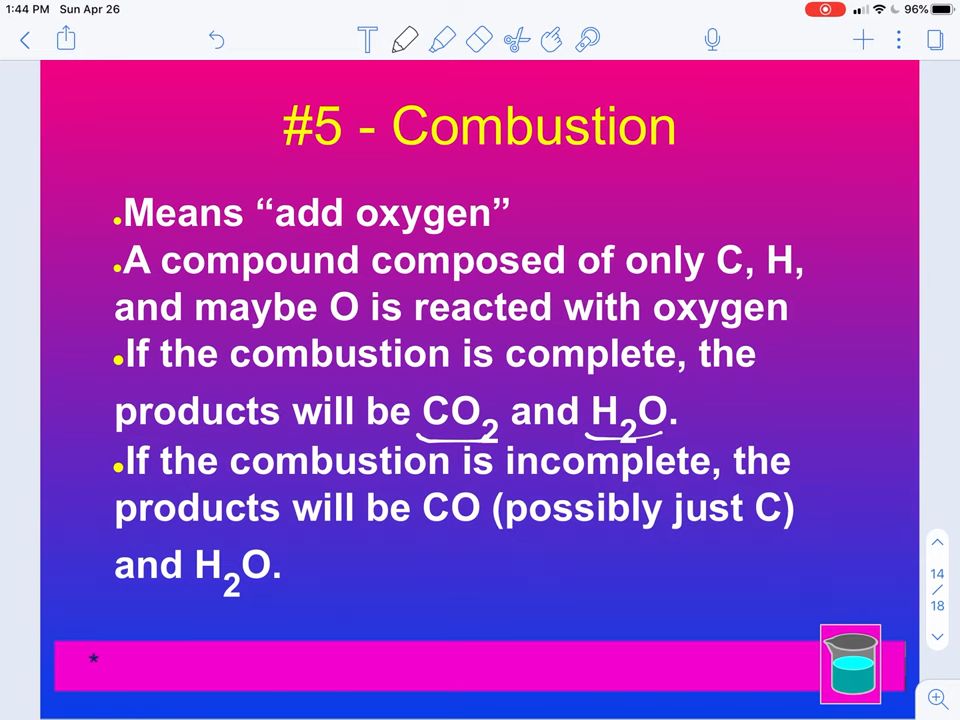 1:44 PM Sun Apr 26
96%
T
#5 - Combustion
•Means “add oxygen”
•A compound composed of only C, H,
and maybe O is reacted with oxygen
•If the combustion is complete, the
products will be CO₂ and H₂O.
•If the combustion is incomplete, the
products will be CO (possibly just C)
and H₂O.
14
/
18
*